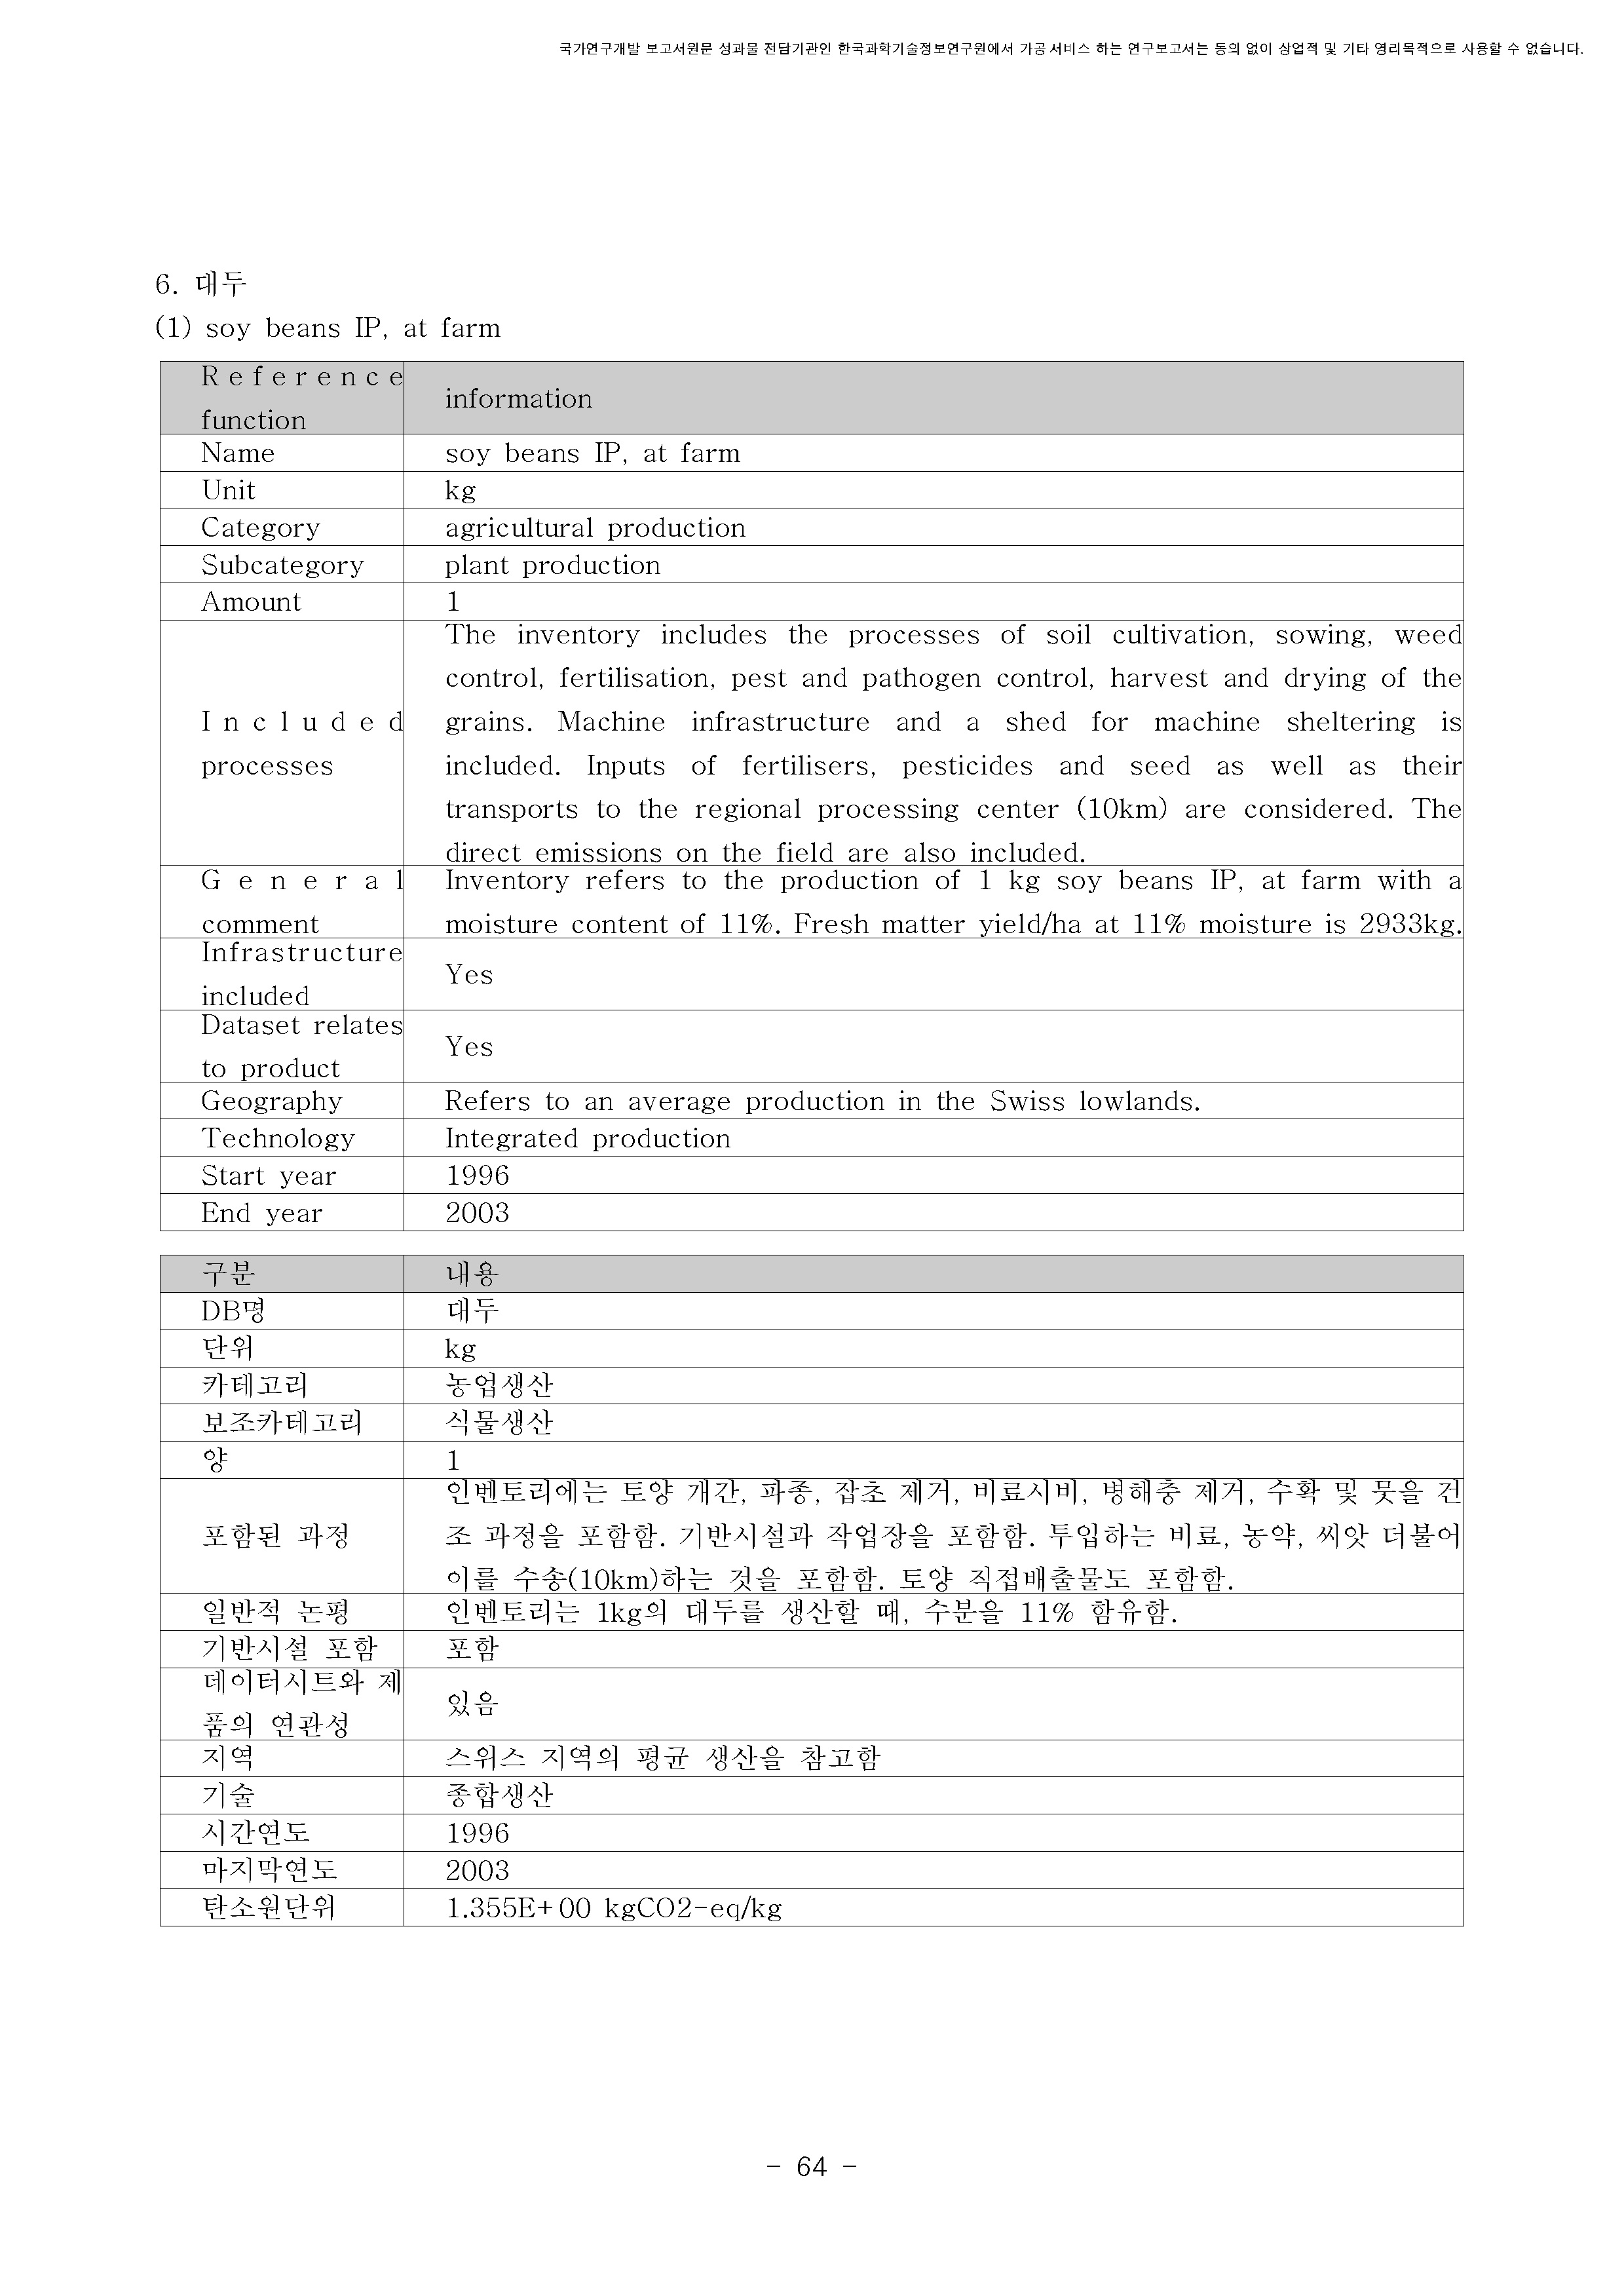 국가연구개발 보고서원문 성과물 전담기관인 한국과학기술정보연구원에서 가공·서비스 하는 연구보고서는 동의 없이 상업적 및 기타 영리목적으로 사용할 수 없습니다.
6. 대두
(1) soy beans IP, at farm
Reference
function
information
Name
soy beans IP, at farm
Unit
kg
Category
agricultural production
Subcategory
plant production
Amount
1
Included
processes
The inventory includes the processes of soil cultivation, sowing, weed
control, fertilisation, pest and pathogen control, harvest and drying of the
grains. Machine infrastructure and a shed for machine sheltering is
included. Inputs of fertilisers, pesticides and seed as well as their
transports to the regional processing center (10km) are considered. The
direct emissions on the field are also included.
General
comment
Inventory refers to the production of 1 kg soy beans IP, at farm with a
moisture content of 11%. Fresh matter yield/ha at 11% moisture is 2933kg.
Infrastructure
included
Yes
Dataset relates
to product
Yes
Geography
Refers to an average production in the Swiss lowlands.
Technology
Integrated production
Start year
1996
End year
2003
구분
내용
DB명
대두
단위
kg
카테고리
농업생산
보조카테고리
식물생산
양
1
포함된 과정
인벤토리에는 토양 개간, 파종, 잡초 제거, 비료시비, 병해충 제거, 수확 및 뭇을 건
조 과정을 포함함. 기반시설과 작업장을 포함함. 투입하는 비료, 농약, 씨앗 더불어
이를 수송(10km)하는 것을 포함함. 토양 직접배출물도 포함함.
일반적 논평
인벤토리는 1kg의 대두를 생산할 때, 수분을 11% 함유함.
기반시설 포함
포함
데이터시트와 제
품의 연관성
있음
지역
스위스 지역의 평균 생산을 참고함
기술
종합생산
시간연도
1996
마지막연도
2003
탄소원단위
1.355E+00 kgCO2-eq/kg
- 64 -